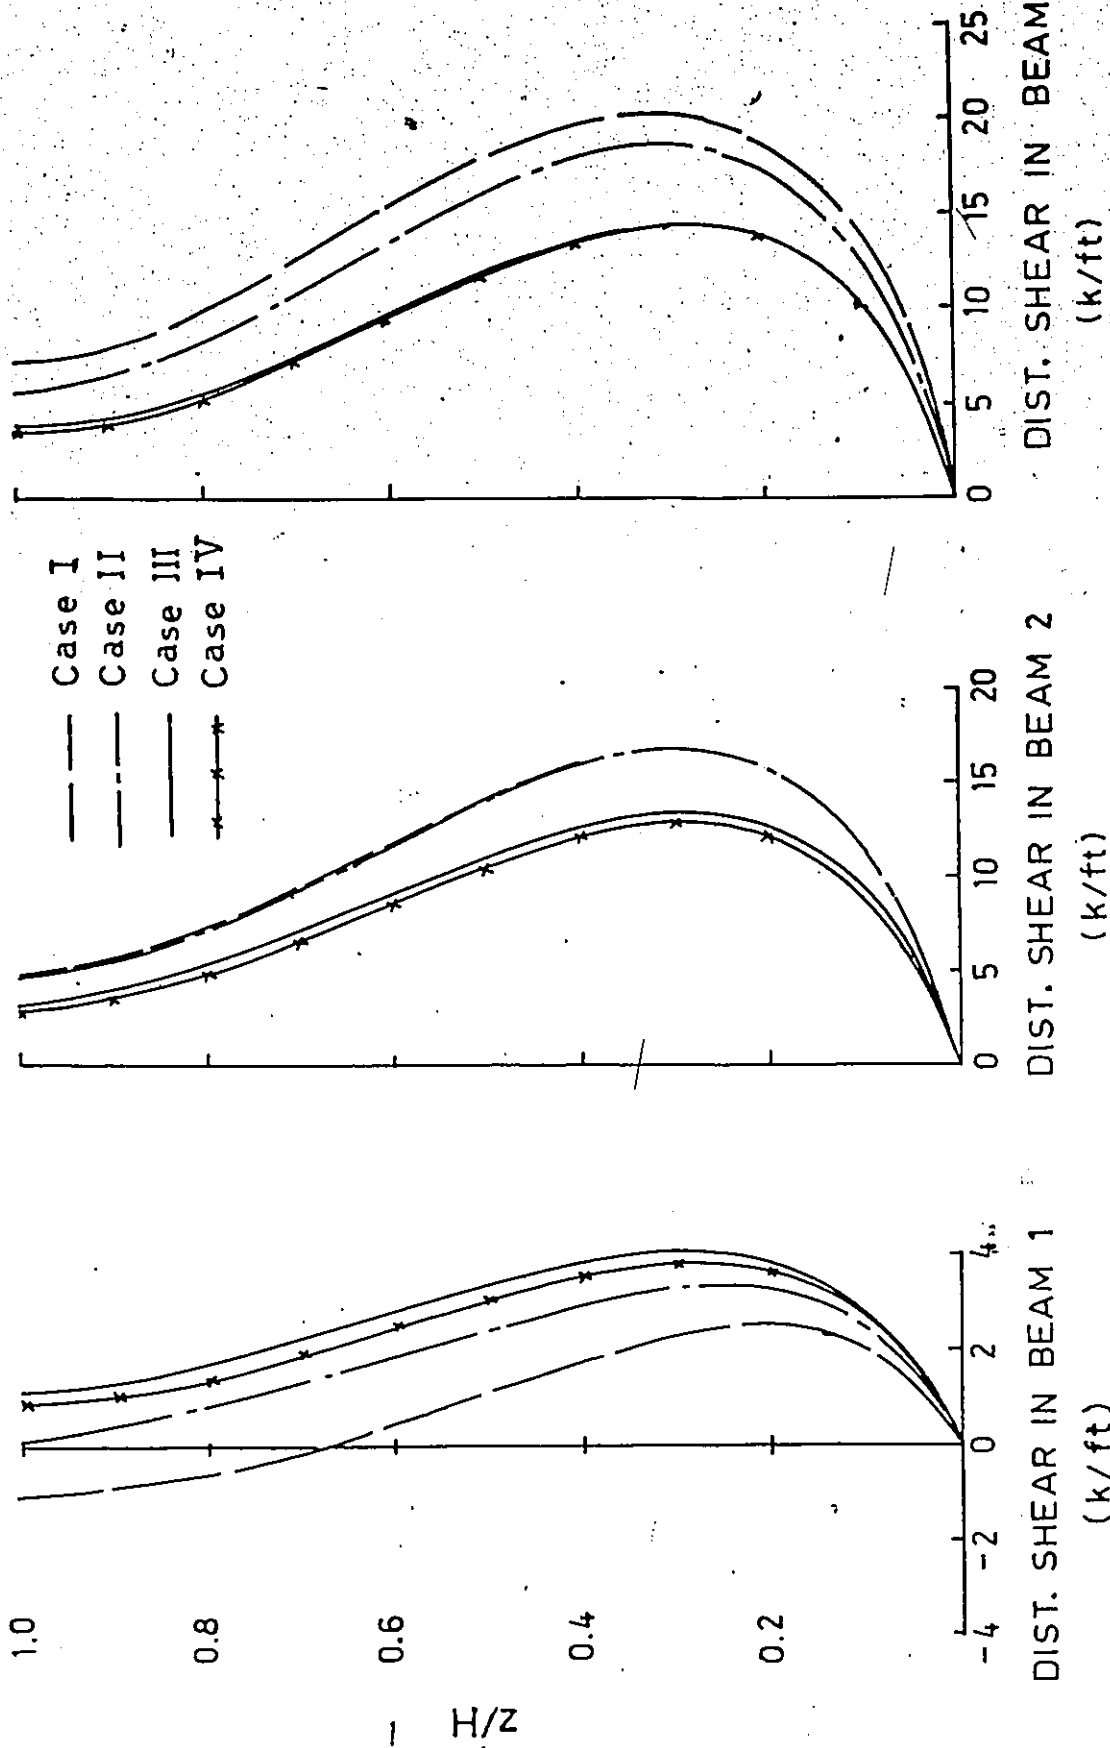 Case I
Case II
Case III
Case IV
z/H
1.0
0.8
0.6
0.4
0.2
-4 -2 0 2 4
DIST. SHEAR IN BEAM 1
(k/ft)
0 5 10 15 20
DIST. SHEAR IN BEAM 2
(k/ft)
0 5 10 15 20 25
DIST. SHEAR IN BEAM
(k/ft)